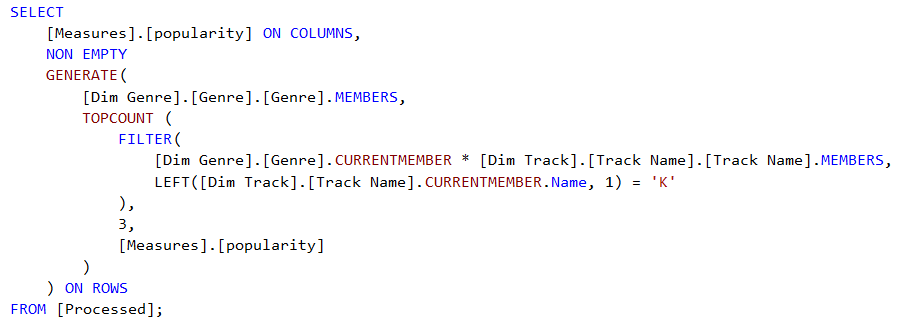 SELECT
    [Measures].[popularity] ON COLUMNS,
    NON EMPTY
    GENERATE(
        [Dim Genre].[Genre].[Genre].MEMBERS,
        TOPCOUNT (
            FILTER(
                [Dim Genre].[Genre].CURRENTMEMBER * [Dim Track].[Track Name].[Track Name].MEMBERS,
                LEFT([Dim Track].[Track Name].CURRENTMEMBER.Name, 1) = 'K'
            ),
            3,
            [Measures].[popularity]
        )
    ) ON ROWS
FROM [Processed];